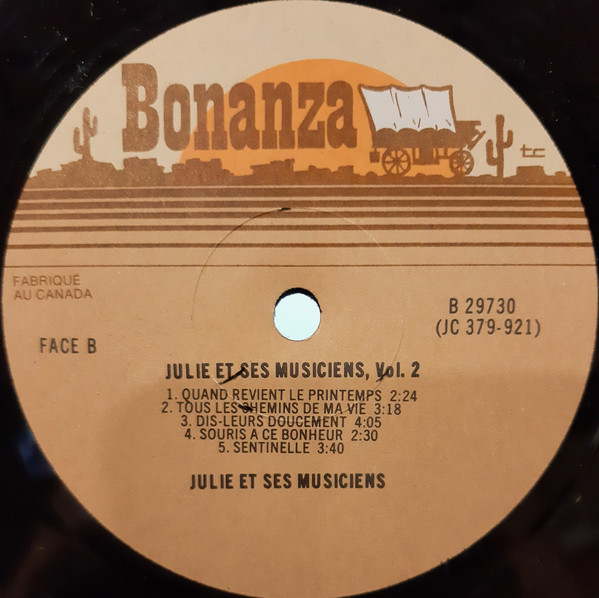 Bonanza
tc
FABRIQUÉ
AU CANADA
B 29730
(JC 379-921)
FACE B
JULIE ET SES MUSICIENS, Vol. 2
1. QUAND REVIENT LE PRINTEMPS 2:24
2. TOUS LES CHEMINS DE MA VIE 3:18
3. DIS-LEURS DOUCEMENT 4:05
4. SOURIS A CE BONHEUR 2:30
5. SENTINELLE 3:40
JULIE ET SES MUSICIENS